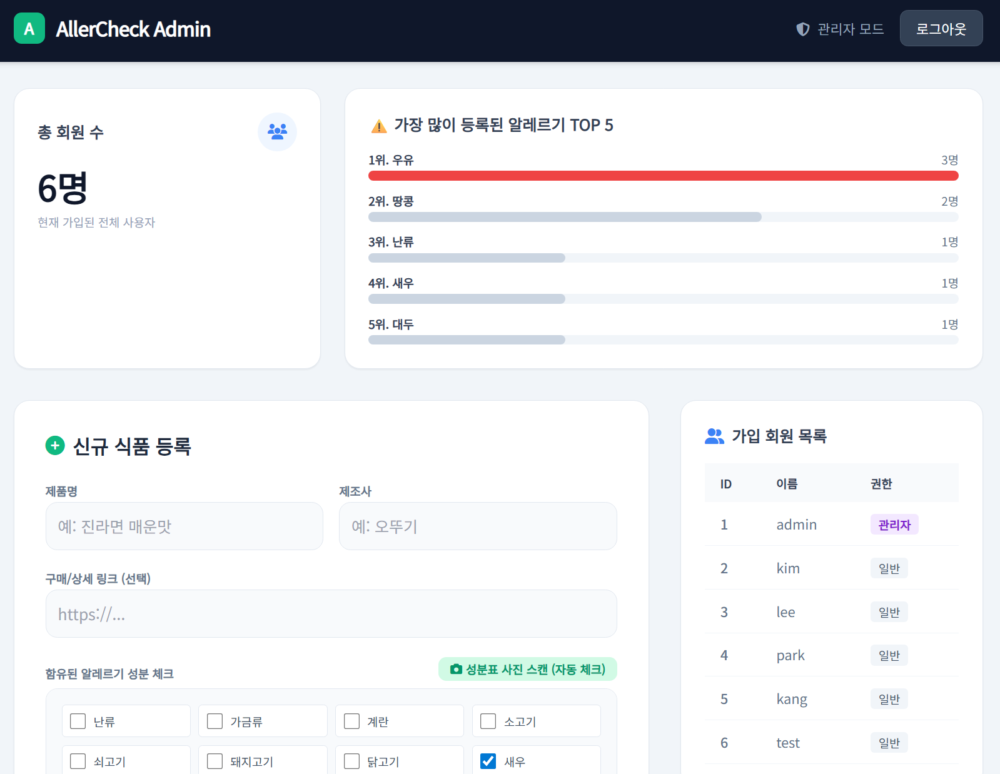 A AllerCheck Admin
관리자 모드
로그아웃
총 회원 수
6명
현재 가입된 전체 사용자
가장 많이 등록된 알레르기 TOP 5
1위. 우유 3명
2위. 땅콩 2명
3위. 난류 1명
4위. 새우 1명
5위. 대두 1명
신규 식품 등록
제품명
예: 진라면 매운맛
제조사
예: 오뚜기
구매/상세 링크 (선택)
https://...
함유된 알레르기 성분 체크
성분표 사진 스캔 (자동 체크)
난류 가금류 계란 소고기
쇠고기 돼지고기 닭고기 새우
가입 회원 목록
ID 이름 권한
1 admin 관리자
2 kim 일반
3 lee 일반
4 park 일반
5 kang 일반
6 test 일반